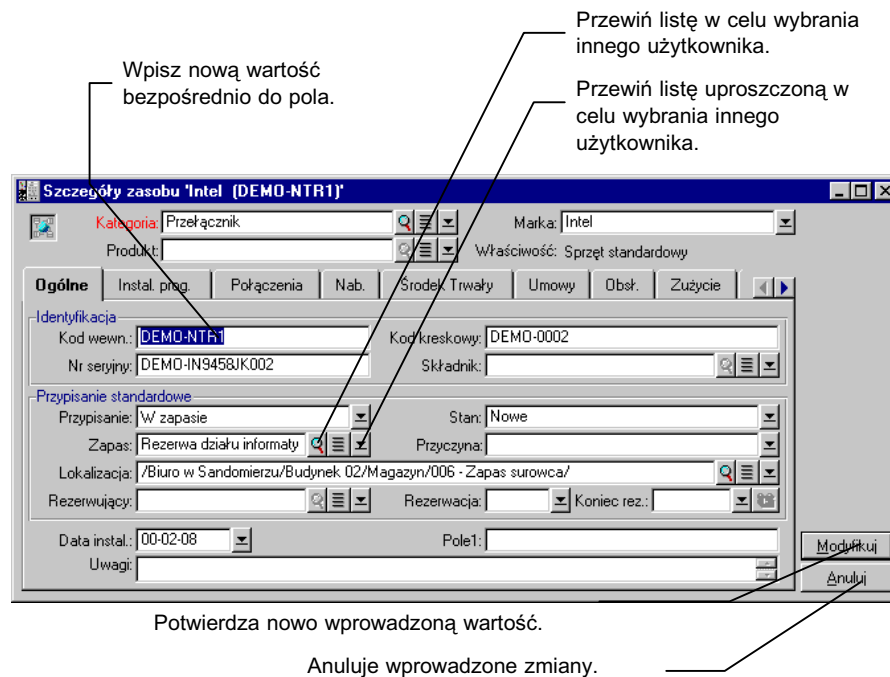 Przewiń listę w celu wybrania
innego użytkownika.
Wpisz nową wartość
bezpośrednio do pola.
Przewiń listę uproszczoną w
celu wybrania innego
użytkownika.
Szczegóły zasobu 'Intel (DEMO-NTR1)'
Kategoria: Przełącznik Marka: Intel
Produkt: Właściwość: Sprzęt standardowy
Ogólne Instal. prog. Połączenia Nab. Środek Trwały Umowy Obsł. Zużycie
Identyfikacja
Kod wewn.: DEMO-NTR1 Kod kreskowy: DEMO-0002
Nr seryjny: DEMO-IN9458JK002 Składnik:
Przypisanie standardowe
Przypisanie: W zapasie Stan: Nowe
Zapas: Rezerwa działu informaty Przyczyna:
Lokalizacja: /Biuro w Sandomierzu/Budynek 02/Magazyn/006 - Zapas surowca/
Rezerwujący: Rezerwacja: Koniec rez.:
Data instal.: 00-02-08 Pole1:
Uwagi:
Modyfikuj
Anuluj
Potwierdza nowo wprowadzoną wartość.
Anuluje wprowadzone zmiany.